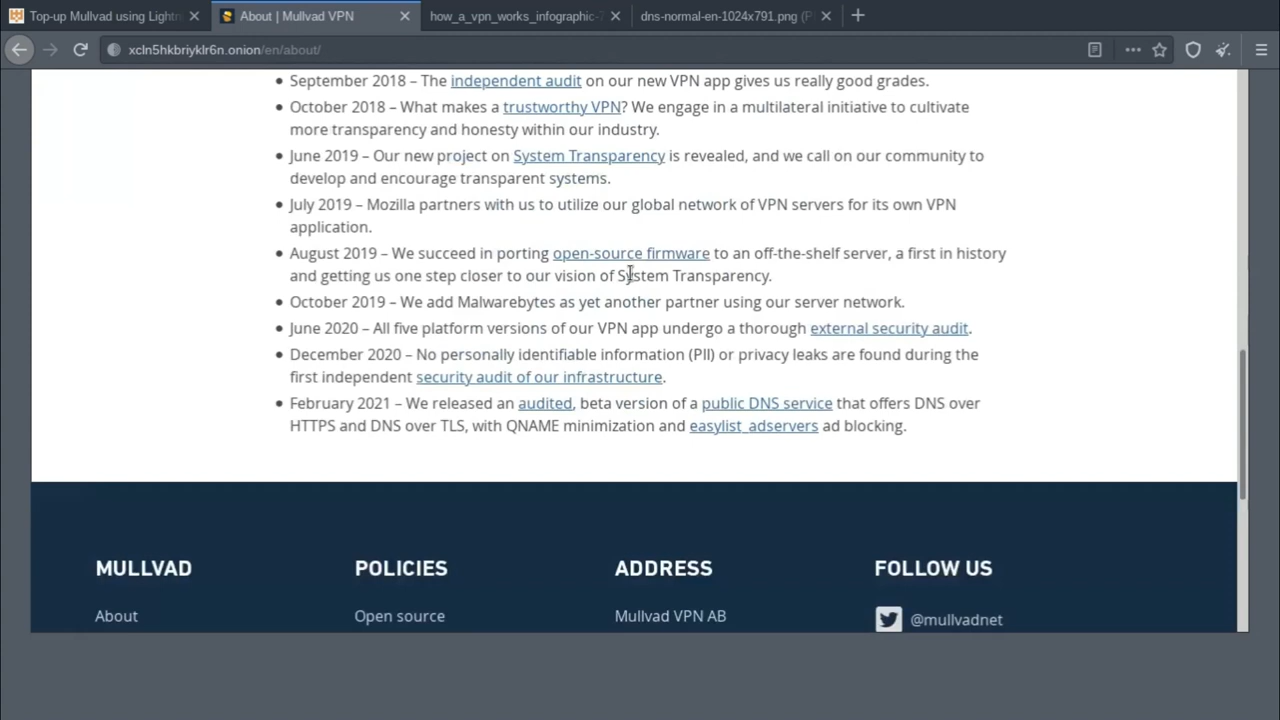 Top-up Mullvad using Lightn
About | Mullvad VPN
how_a_vpn_works_infographic-7
dns-normal-en-1024x791.png (P
xcln5hkbriyklr6n.onion/en/about/
• September 2018 – The independent audit on our new VPN app gives us really good grades.
• October 2018 – What makes a trustworthy VPN? We engage in a multilateral initiative to cultivate
more transparency and honesty within our industry.
• June 2019 – Our new project on System Transparency is revealed, and we call on our community to
develop and encourage transparent systems.
• July 2019 – Mozilla partners with us to utilize our global network of VPN servers for its own VPN
application.
• August 2019 – We succeed in porting open-source firmware to an off-the-shelf server, a first in history
and getting us one step closer to our vision of System Transparency.
• October 2019 – We add Malwarebytes as yet another partner using our server network.
• June 2020 – All five platform versions of our VPN app undergo a thorough external security audit.
• December 2020 – No personally identifiable information (PII) or privacy leaks are found during the
first independent security audit of our infrastructure.
• February 2021 – We released an audited, beta version of a public DNS service that offers DNS over
HTTPS and DNS over TLS, with QNAME minimization and easylist_adservers ad blocking.
MULLVAD
POLICIES
ADDRESS
FOLLOW US
About
Open source
Mullvad VPN AB
@mullvadnet